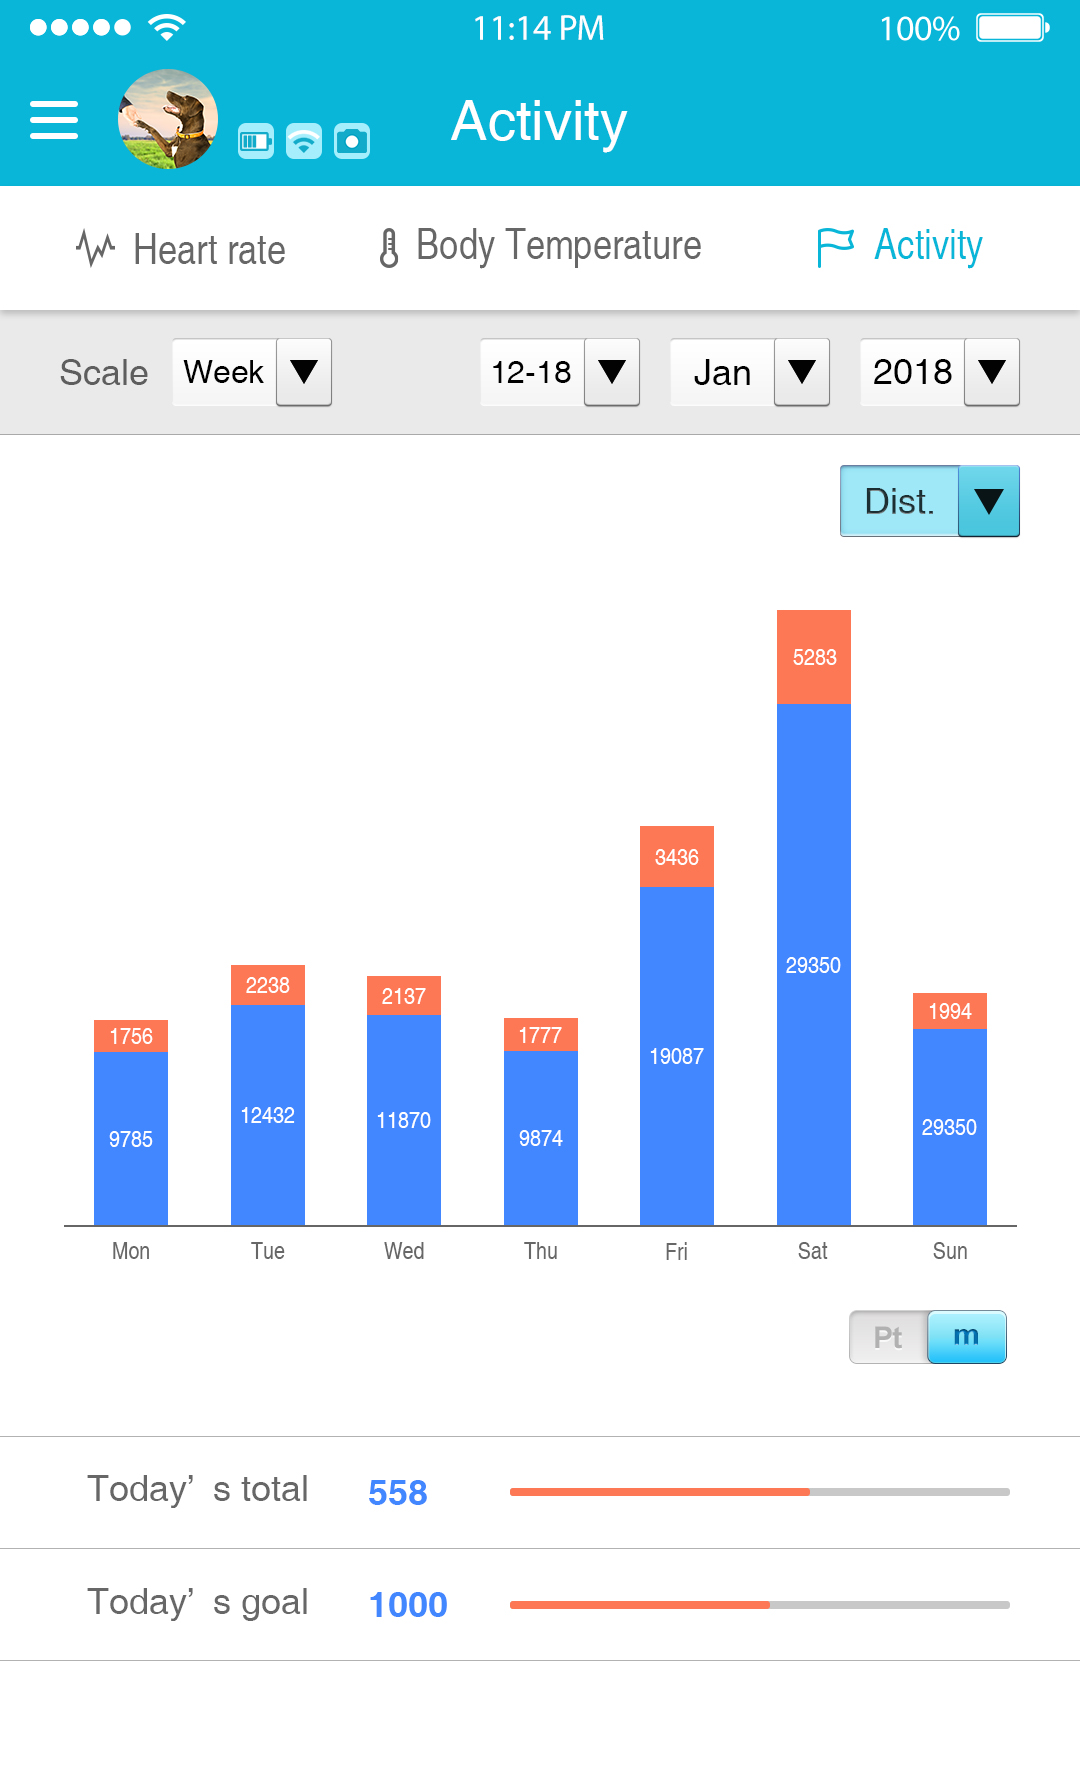 11:14 PM 100%
Activity
Heart rate Body Temperature Activity
Scale Week 12-18 Jan 2018
Dist.
5283
3436
29350
2238
2137
1994
1756
1777
19087
12432
11870
29350
9785
9874
Mon Tue Wed Thu Fri Sat Sun
Pt m
Today’ s total 558
Today’ s goal 1000